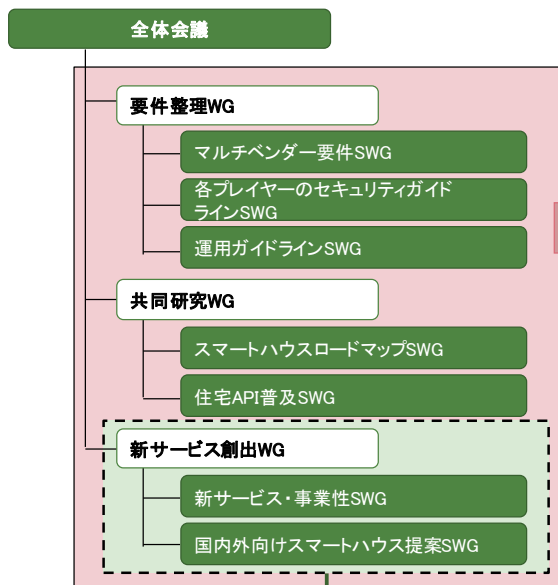 全体会議
要件整理WG
マルチベンダー要件SWG
各プレイヤーのセキュリティガイド
ラインSWG
運用ガイドラインSWG
共同研究WG
スマートハウスロードマップSWG
住宅API普及SWG
新サービス創出WG
新サービス・事業性SWG
国内外向けスマートハウス提案SWG